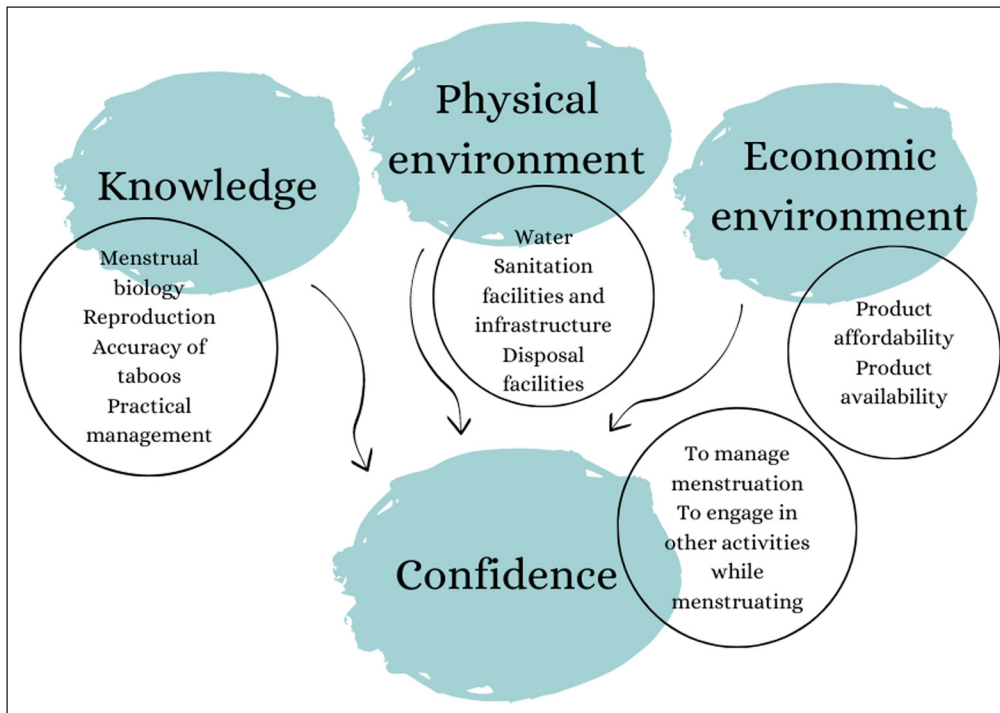 Knowledge
Menstrual
biology
Reproduction
Accuracy of
taboos
Practical
management
Physical
environment
Water
Sanitation
facilities and
infrastructure
Disposal
facilities
Economic
environment
Product
affordability
Product
availability
Confidence
To manage
menstruation
To engage in
other activities
while
menstruating